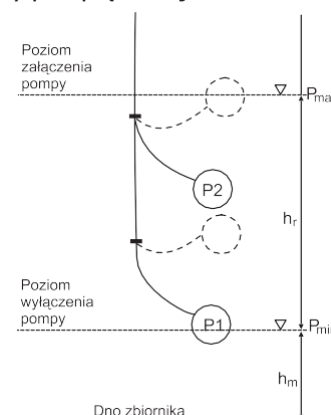 Poziom
załączenia
pompy
Pma
P2
hr
Poziom
wyłączenia
pompy
P1
Pmi
hm
Dno zbiornika